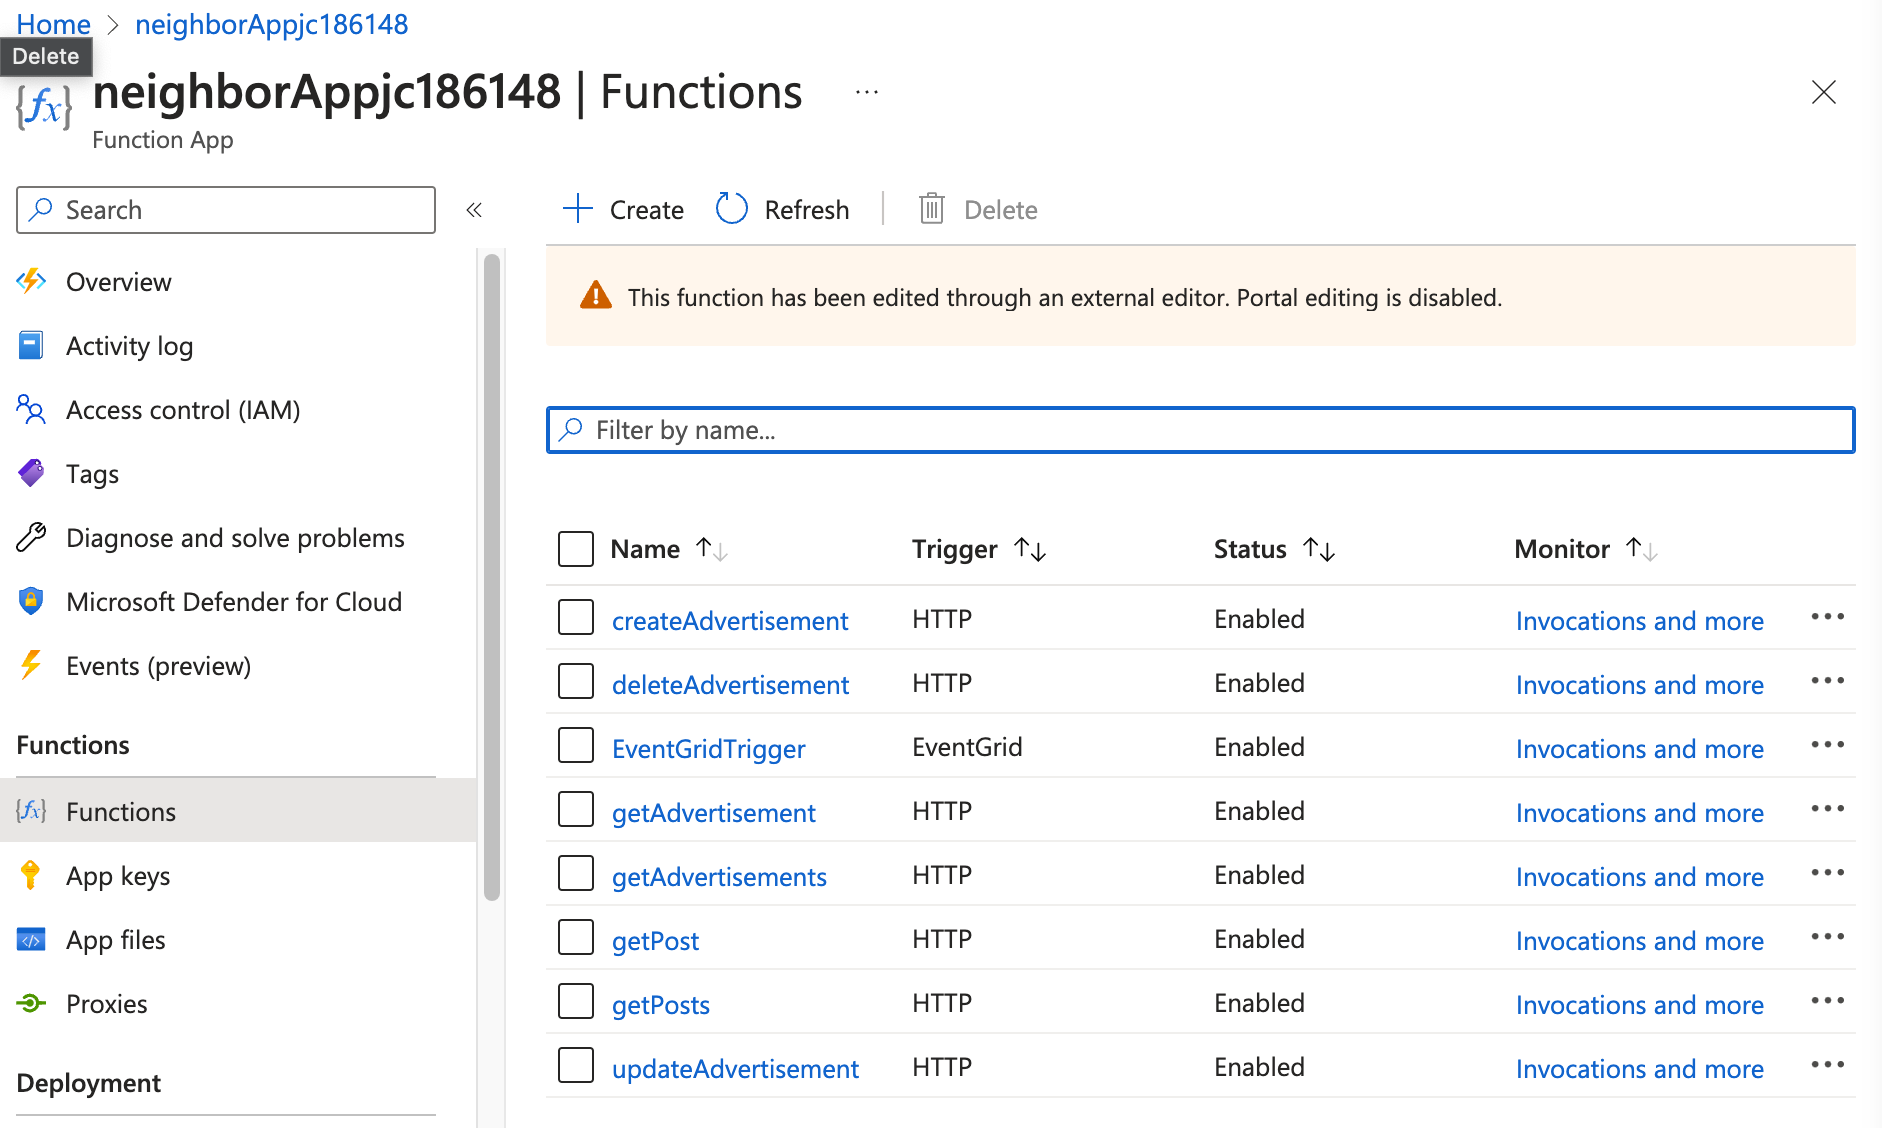 Home > neighborAppjc186148
Delete
neighborAppjc186148 | Functions ...
Function App
Search «
Create Refresh Delete
This function has been edited through an external editor. Portal editing is disabled.
Filter by name...
Overview
Activity log
Access control (IAM)
Tags
Diagnose and solve problems
Microsoft Defender for Cloud
Events (preview)
Functions
Functions
App keys
App files
Proxies
Deployment
Name Trigger Status Monitor
createAdvertisement HTTP Enabled Invocations and more
deleteAdvertisement HTTP Enabled Invocations and more
EventGridTrigger EventGrid Enabled Invocations and more
getAdvertisement HTTP Enabled Invocations and more
getAdvertisements HTTP Enabled Invocations and more
getPost HTTP Enabled Invocations and more
getPosts HTTP Enabled Invocations and more
updateAdvertisement HTTP Enabled Invocations and more